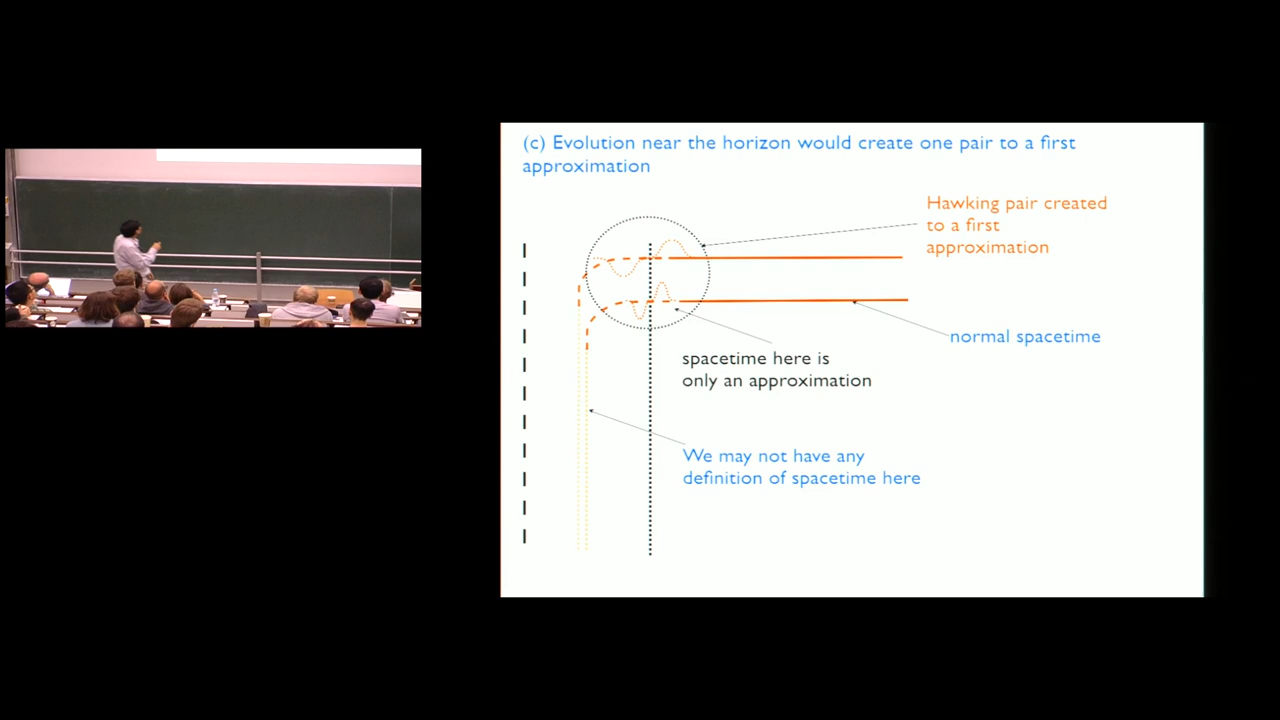 (c) Evolution near the horizon would create one pair to a first
approximation
Hawking pair created
to a first
approximation
normal spacetime
spacetime here is
only an approximation
We may not have any
definition of spacetime here